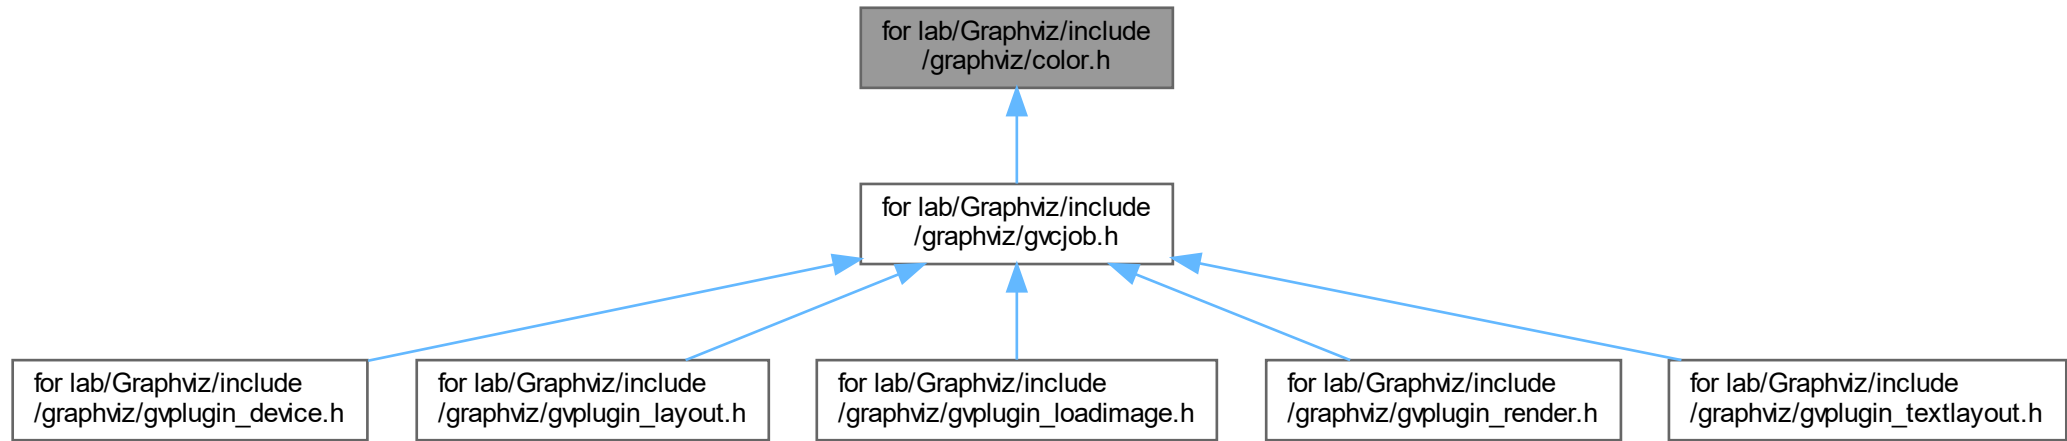 for lab/Graphviz/include
/graphviz/color.h
for lab/Graphviz/include
/graphviz/gvcjob.h
for lab/Graphviz/include
/graphviz/gvplugin_device.h
for lab/Graphviz/include
/graphviz/gvplugin_layout.h
for lab/Graphviz/include
/graphviz/gvplugin_loadimage.h
for lab/Graphviz/include
/graphviz/gvplugin_render.h
for lab/Graphviz/include
/graphviz/gvplugin_textlayout.h